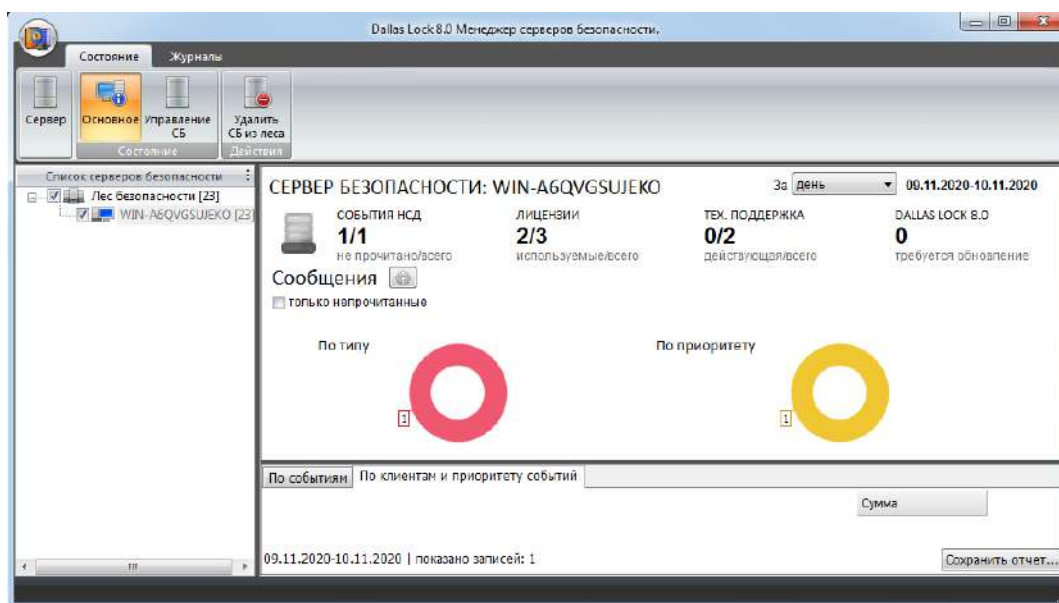 Dallas Lock 8.0 Менеджер серверов безопасности.
Состояние Журналы
Сервер
Основное
Управление СБ
Удалить СБ из леса
Состояние
Действия
Список серверов безопасности
Лес безопасности [23]
WIN-A6QVGSUJEKO [23]
СЕРВЕР БЕЗОПАСНОСТИ: WIN-A6QVGSUJEKO
За день 09.11.2020-10.11.2020
СОБЫТИЯ НСД ЛИЦЕНЗИИ ТЕХ. ПОДДЕРЖКА DALLAS LOCK 8.0
1/1 2/3 0/2 0
не прочитано/всего используемые/всего действующая/всего требуется обновление
Сообщения
только непрочитанные
По типу По приоритету
1 1
По событиям По клиентам и приоритету событий
Сумма
09.11.2020-10.11.2020 | показано записей: 1
Сохранить отчет...